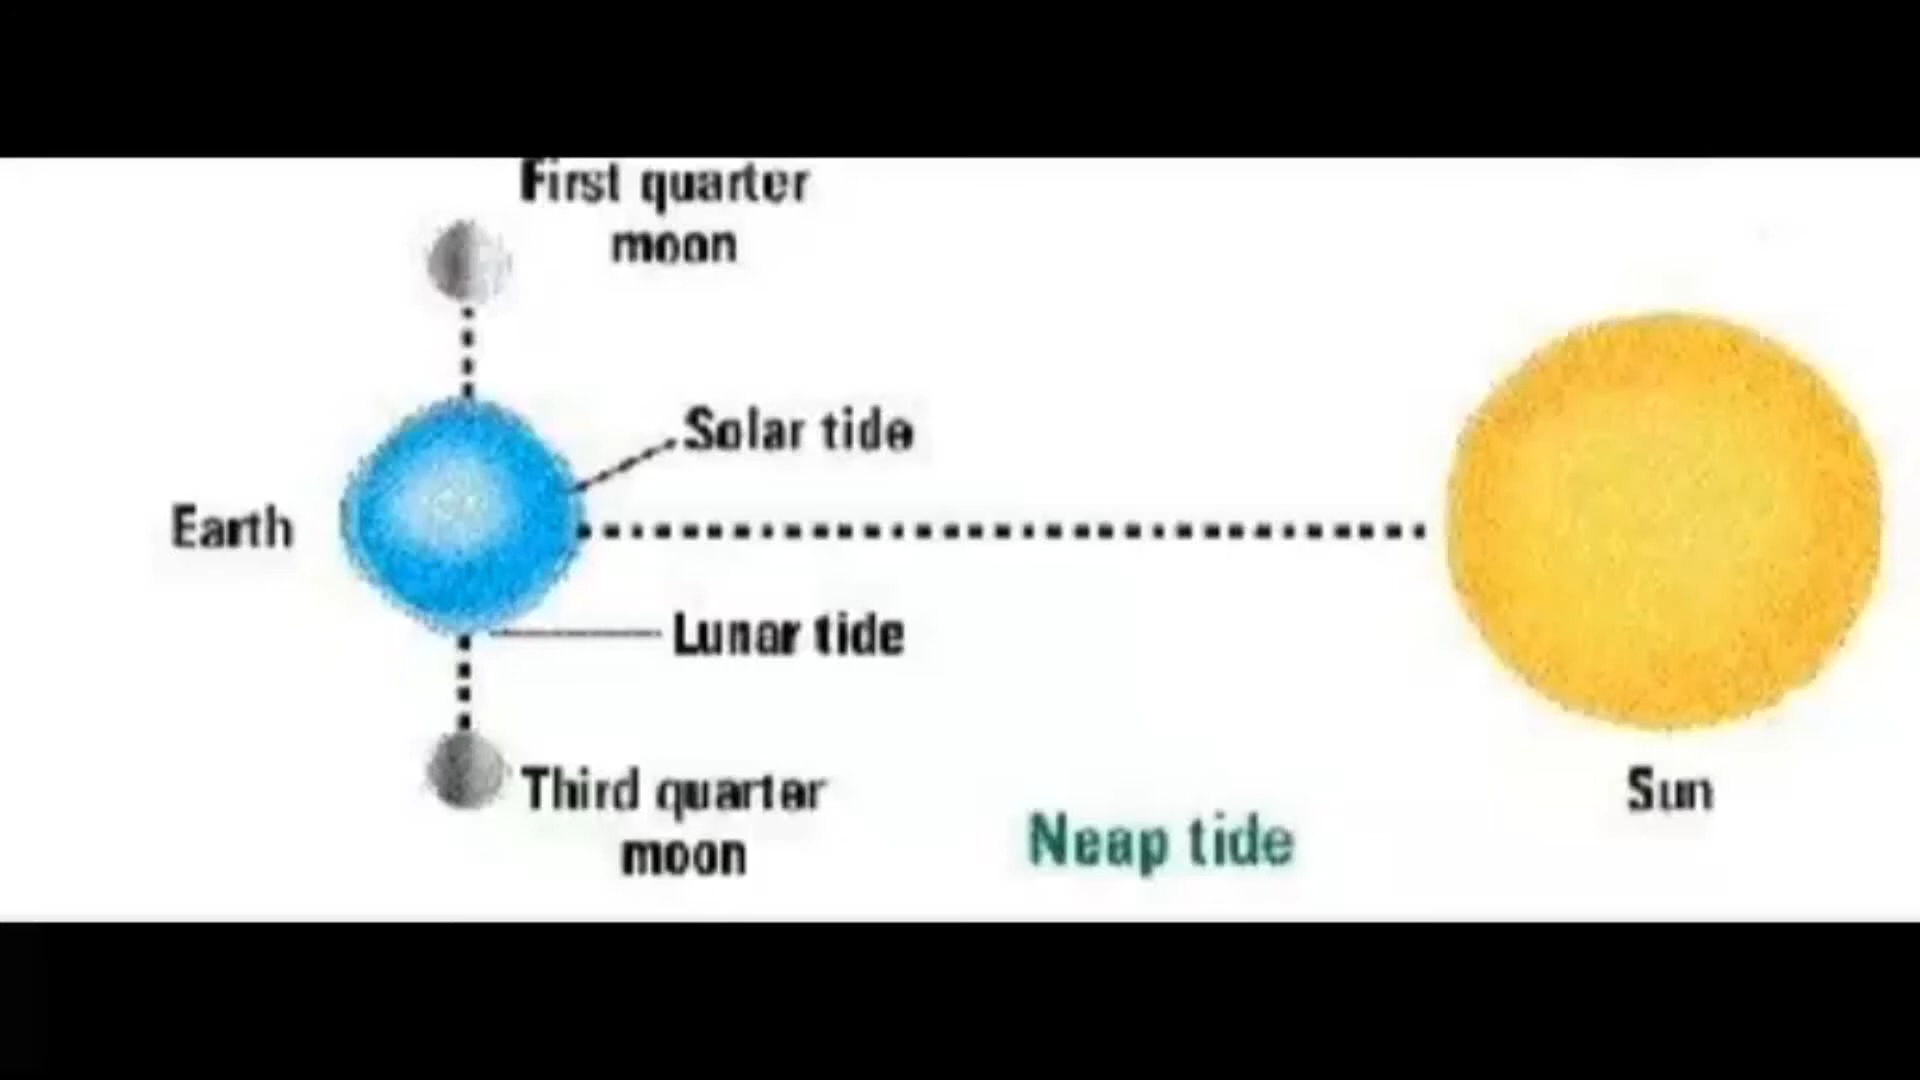 First quarter
moon
Solar tide
Earth
Lunar tide
Third quarter
moon
Sun
Neap tide